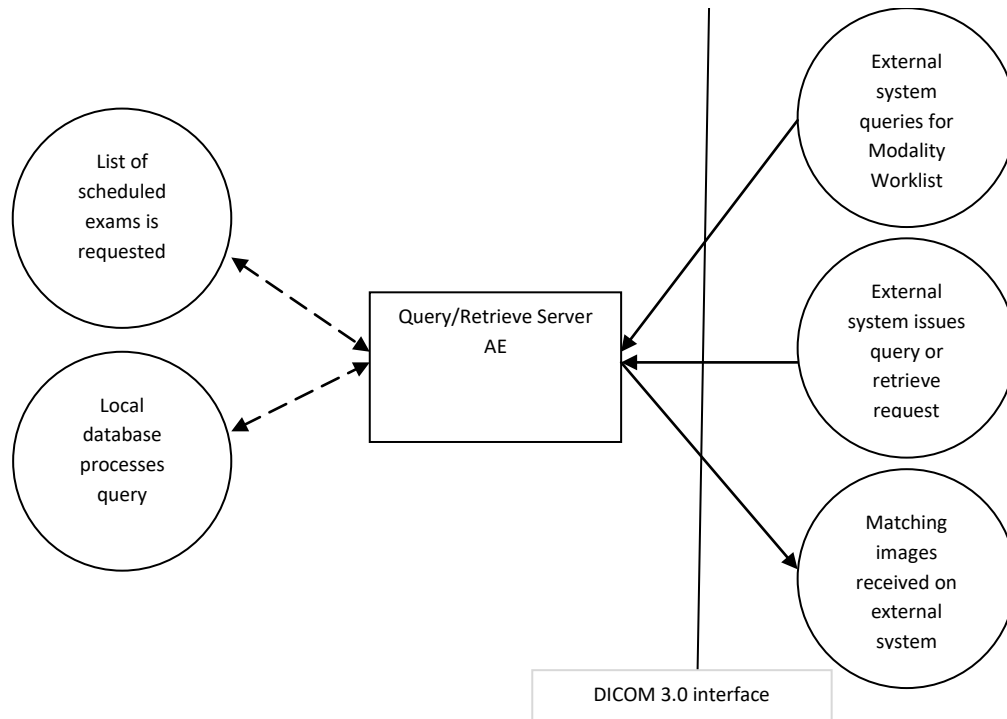 External
system
queries for
Modality
Worklist
List of
scheduled
exams is
requested
Query/Retrieve Server
AE
External
system issues
query or
retrieve
request
Local
database
processes
query
Matching
images
received on
external
system
DICOM 3.0 interface